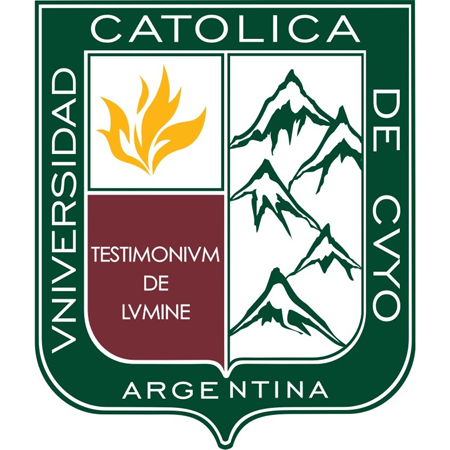 VNIVERSIDAD
CATOLICA
DE CVYO
TESTIMONIVM
DE
LVMINE
ARGENTINA